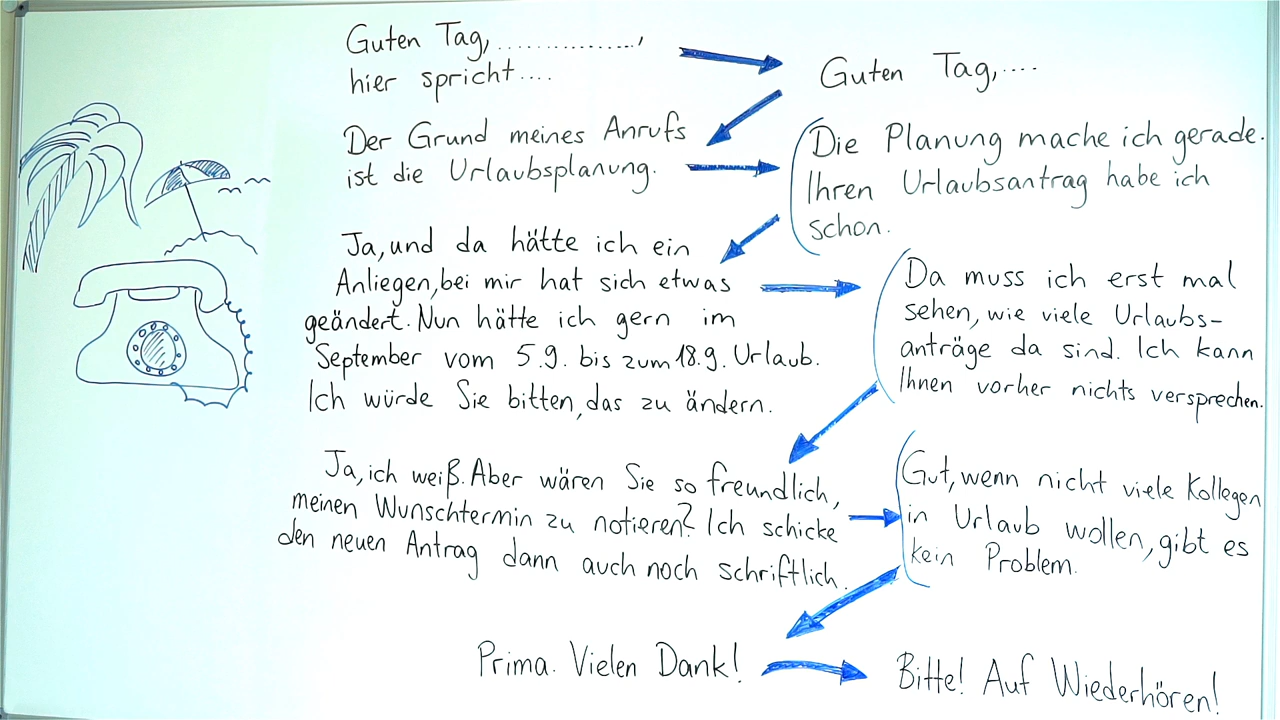 Guten Tag, ..............,
hier spricht....
Guten Tag,....
Der Grund meines Anrufs
ist die Urlaubsplanung.
Die Planung mache ich gerade.
Ihren Urlaubsantrag habe ich
schon.
Ja, und da hätte ich ein
Anliegen, bei mir hat sich etwas
geändert. Nun hätte ich gern im
September vom 5.9. bis zum 18.9. Urlaub.
Ich würde Sie bitten, das zu ändern.
Da muss ich erst mal
sehen, wie viele Urlaubs-
anträge da sind. Ich kann
Ihnen vorher nichts versprechen.
Ja, ich weiß. Aber wären Sie so freundlich,
meinen Wunschtermin zu notieren? Ich schicke
den neuen Antrag dann auch noch schriftlich.
Gut, wenn nicht viele Kollegen
in Urlaub wollen, gibt es
kein Problem.
Prima. Vielen Dank!
Bitte! Auf Wiederhören!